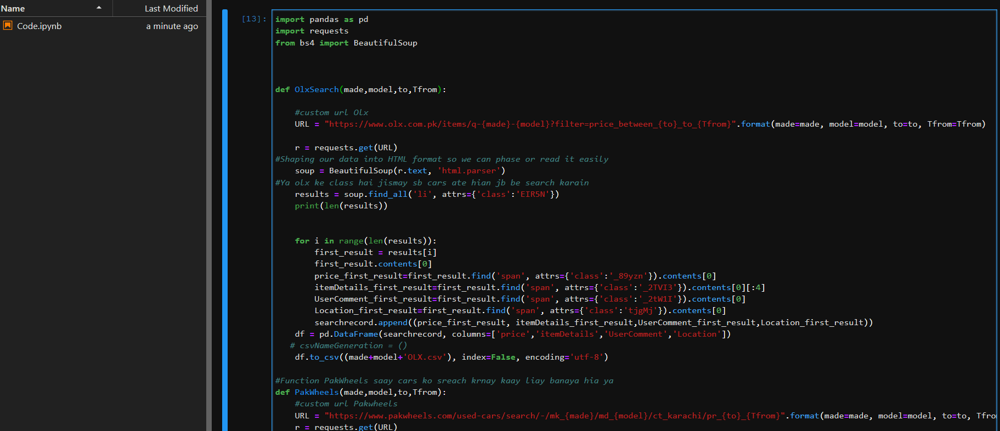 Name Last Modified
Code.ipynb a minute ago
[13]: import pandas as pd
import requests
from bs4 import BeautifulSoup
def OlxSearch(made,model,to,Tfrom):
#custom url Olx
URL = "https://www.olx.com.pk/items/q-{made}-{model}?filter=price_between_{to}_to_{Tfrom}".format(made=made, model=model, to=to, Tfrom=Tfrom)
r = requests.get(URL)
#Shaping our data into HTML format so we can phase or read it easily
soup = BeautifulSoup(r.text, 'html.parser')
#Ya olx ke class hai jismay sb cars ate hian jb be search karain
results = soup.find_all('li', attrs={'class':'EIR5N'})
print(len(results))
for i in range(len(results)):
first_result = results[i]
first_result.contents[0]
price_first_result=first_result.find('span', attrs={'class':'_89yzn'}).contents[0]
itemDetails_first_result=first_result.find('span', attrs={'class':'_2TVI3'}).contents[0][:4]
UserComment_first_result=first_result.find('span', attrs={'class':'_2tW1I'}).contents[0]
Location_first_result=first_result.find('span', attrs={'class':'tjgMj'}).contents[0]
searchrecord.append((price_first_result, itemDetails_first_result,UserComment_first_result,Location_first_result))
df = pd.DataFrame(searchrecord, columns=['price','itemDetails','UserComment','Location'])
# csvNameGeneration = ()
df.to_csv((made+model+'OLX.csv'), index=False, encoding='utf-8')
#Function PakWheels saay cars ko sreach krnay kaay liay banaya hia ya
def PakWheels(made,model,to,Tfrom):
#custom url Pakwheels
URL = "https://www.pakwheels.com/used-cars/search/-/mk_{made}/md_{model}/ct_karachi/pr_{to}_{Tfrom}".format(made=made, model=model, to=to, Tfro
r = requests.get(URL)